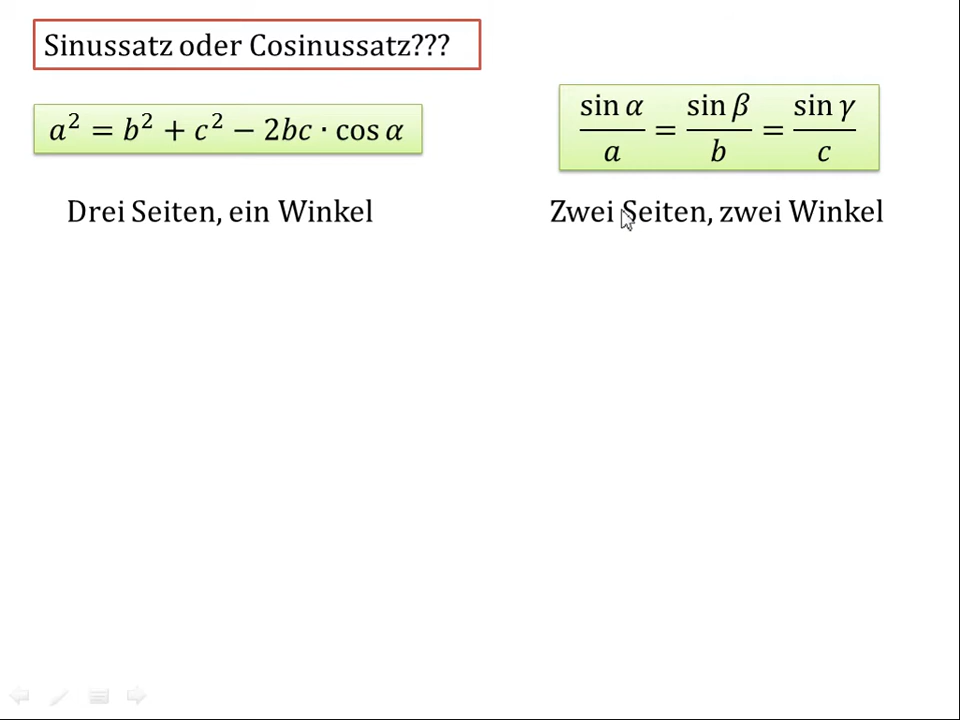 Sinussatz oder Cosinussatz???
a² = b² + c² − 2bc · cos α
sin α / a = sin β / b = sin γ / c
Drei Seiten, ein Winkel
Zwei Seiten, zwei Winkel